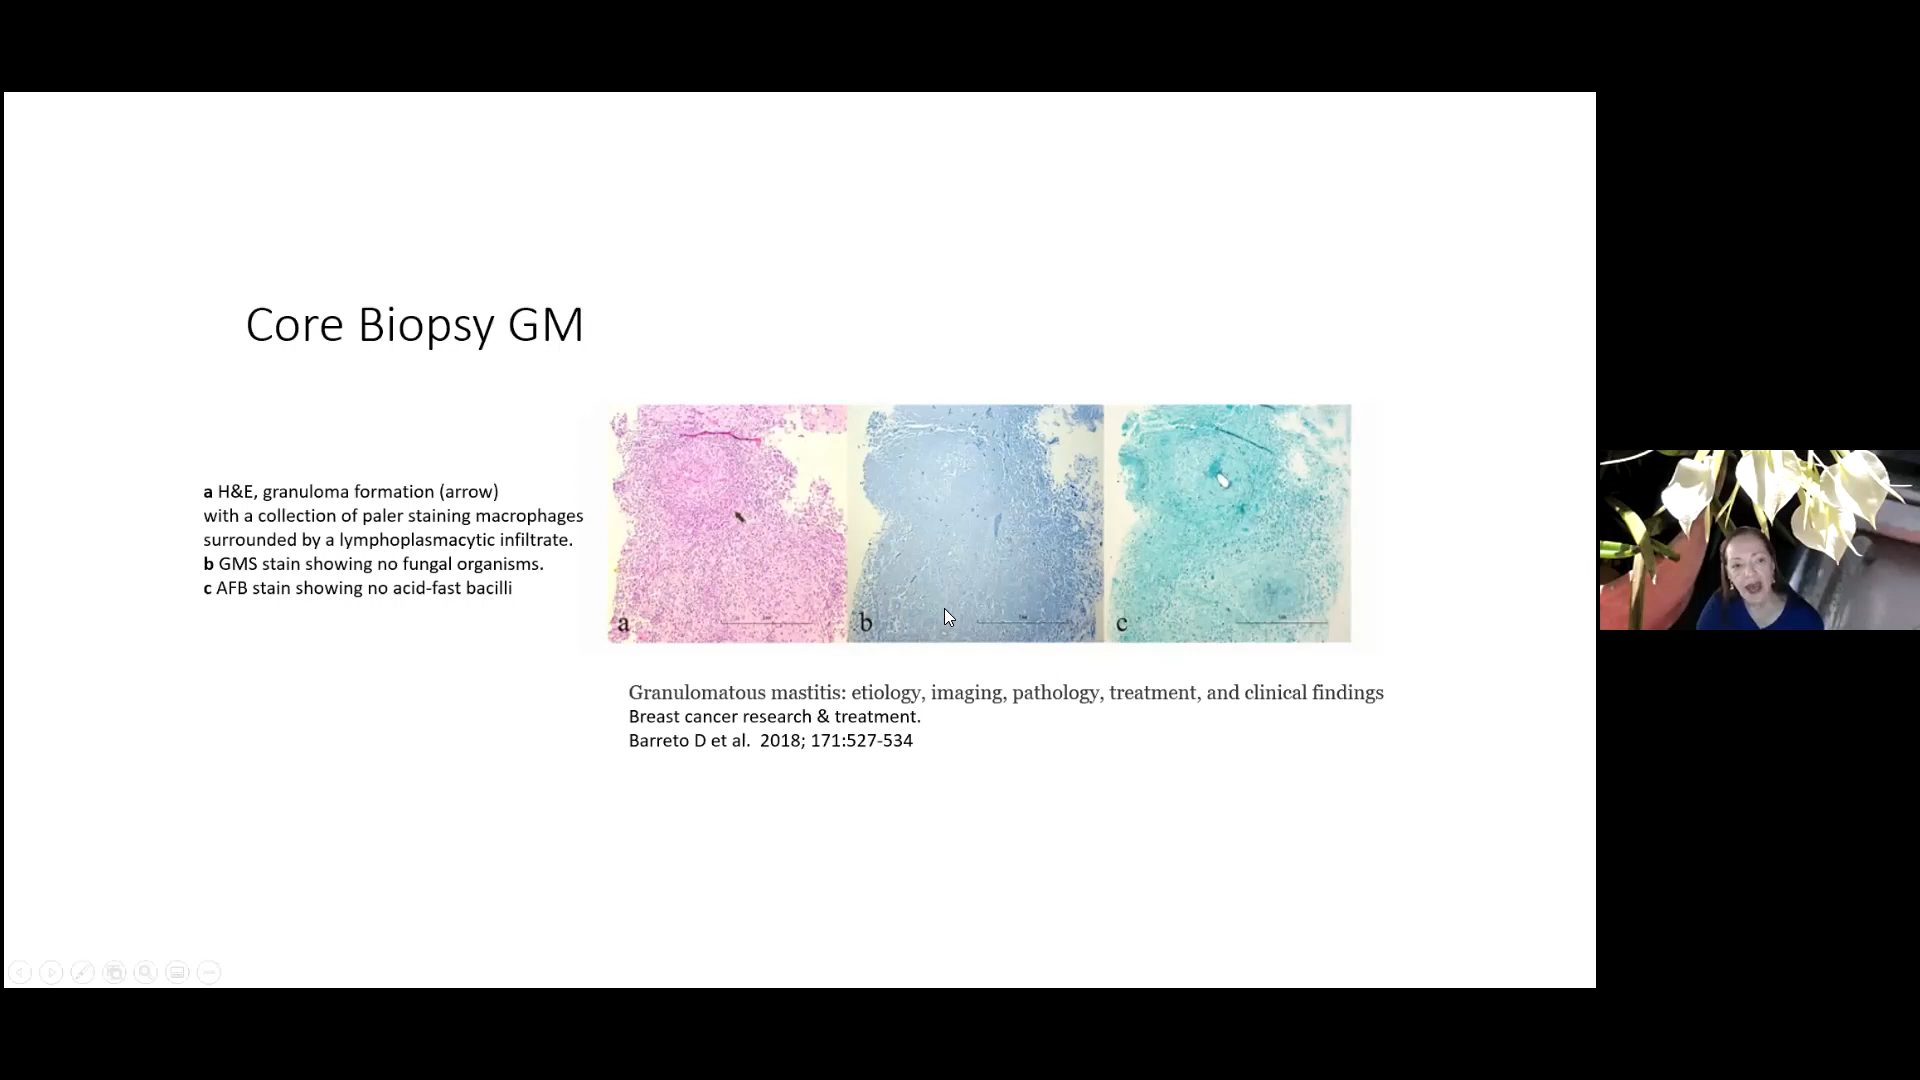 Core Biopsy GM
a H&E, granuloma formation (arrow)
with a collection of paler staining macrophages
surrounded by a lymphoplasmacytic infiltrate.
b GMS stain showing no fungal organisms.
c AFB stain showing no acid-fast bacilli
a
b
c
Granulomatous mastitis: etiology, imaging, pathology, treatment, and clinical findings
Breast cancer research & treatment.
Barreto D et al.  2018; 171:527-534